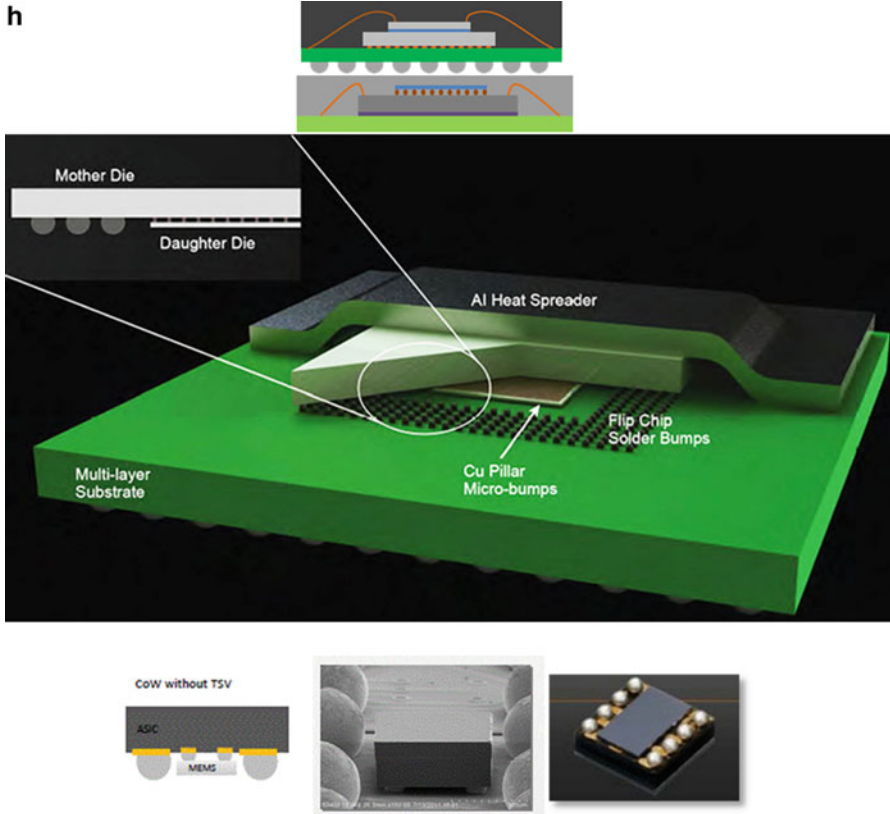 h
Mother Die
Daughter Die
Al Heat Spreader
Flip Chip
Solder Bumps
Cu Pillar
Micro-bumps
Multi-layer
Substrate
CoW without TSV
ASIC
MEMS